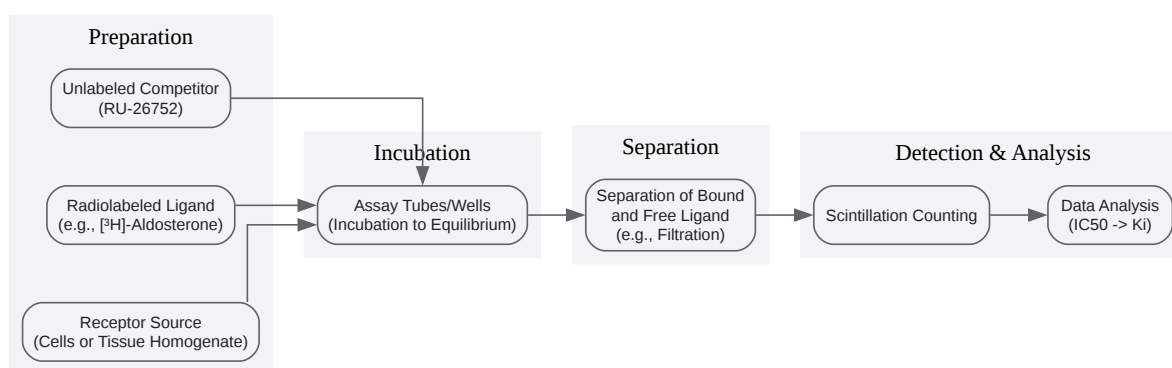 Preparation
Unlabeled Competitor
(RU-26752)
Radiolabeled Ligand
(e.g., [³H]-Aldosterone)
Receptor Source
(Cells or Tissue Homogenate)
Incubation
Assay Tubes/Wells
(Incubation to Equilibrium)
Separation
Separation of Bound
and Free Ligand
(e.g., Filtration)
Detection & Analysis
Scintillation Counting
Data Analysis
(IC50 -> Ki)